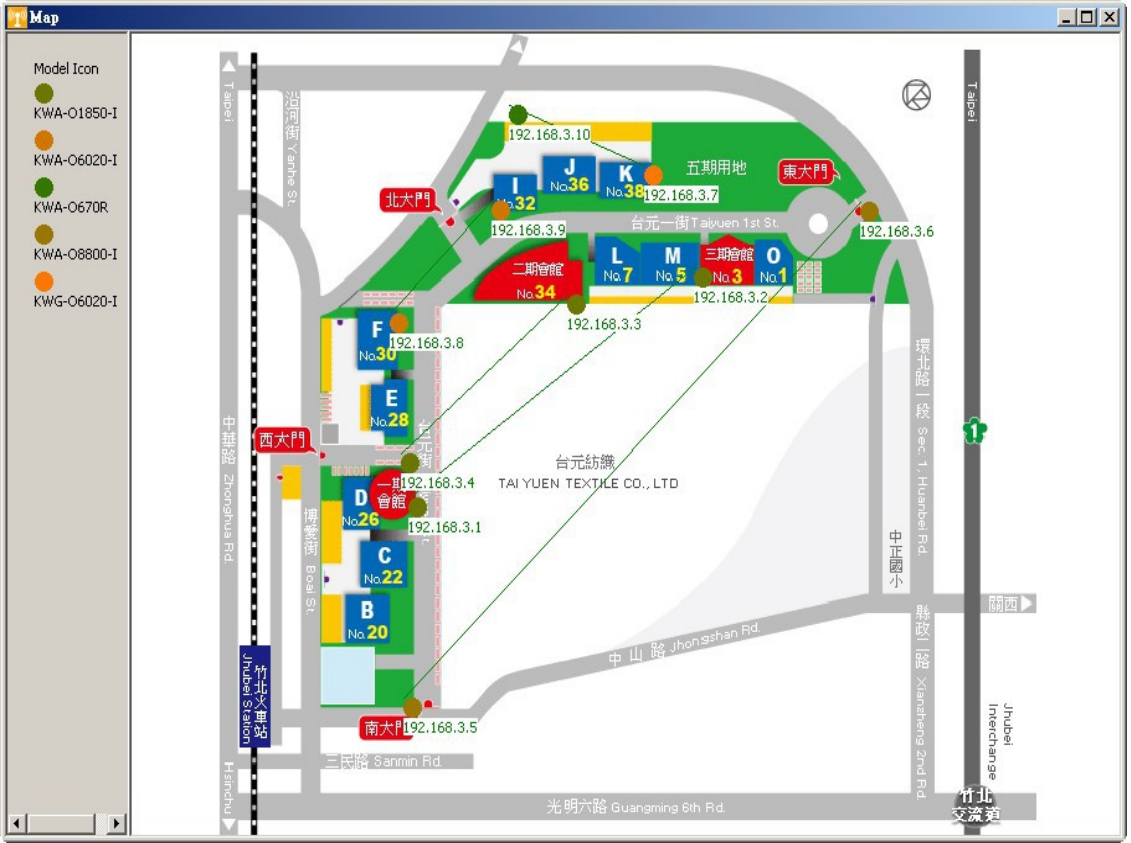 Map
Model Icon
KWA-O1850-I
KWA-O6020-I
KWA-O670R
KWA-O8800-I
KWG-O6020-I
Taipei
沿河街 Yanhe St.
Taipei
192.168.3.10
五期用地
東大門
J
No.36
K
No.38
192.168.3.7
I
No.32
北大門
台元一街 Taiyuen 1st St.
192.168.3.9
192.168.3.6
二期會館
No.34
L
No.7
M
No.5
三期會館
No.3
O
No.1
192.168.3.2
192.168.3.3
F
No.30
192.168.3.8
E
No.28
環北路一段 Sec. 1, Huanbei Rd.
中華路 Zhonghua Rd.
西大門
台元街
1
台元紡織
TAI YUEN TEXTILE CO., LTD
192.168.3.4
一期
會館
D
No.26
192.168.3.1
博愛街 Boai St.
C
No.22
中正國小
B
No.20
關西
縣政二路 Xianzheng 2nd Rd.
中山路 Jhongshan Rd.
竹北火車站
Jhubei Station
南大門
192.168.3.5
Jhubei
Interchange
三民路 Sanmin Rd.
Hsinchu
光明六路 Guangming 6th Rd.
竹北
交流道